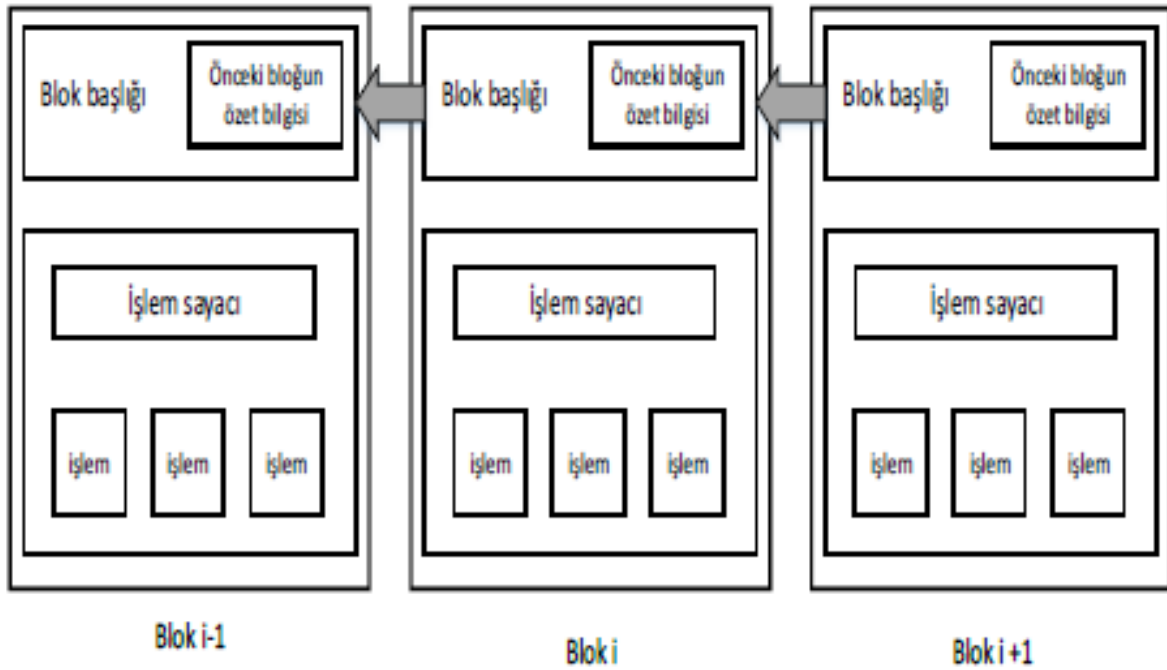 Blok başlığı
Önceki bloğun
özet bilgisi
İşlem sayacı
işlem
işlem
işlem
Blok i-1
Blok başlığı
Önceki bloğun
özet bilgisi
İşlem sayacı
işlem
işlem
işlem
Blok i
Blok başlığı
Önceki bloğun
özet bilgisi
İşlem sayacı
işlem
işlem
işlem
Blok i +1